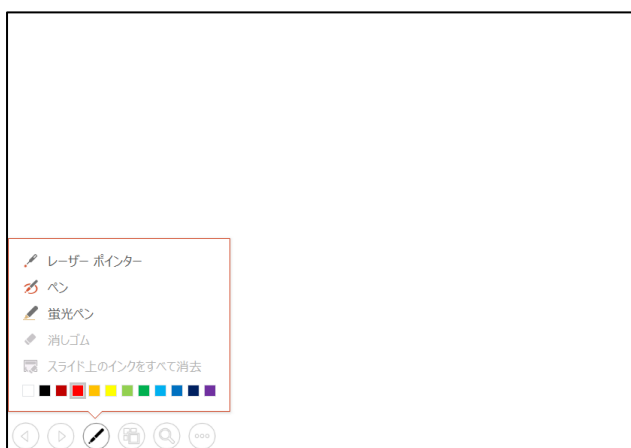 レーザー ポインター
ペン
蛍光ペン
消しゴム
スライド上のインクをすべて消去